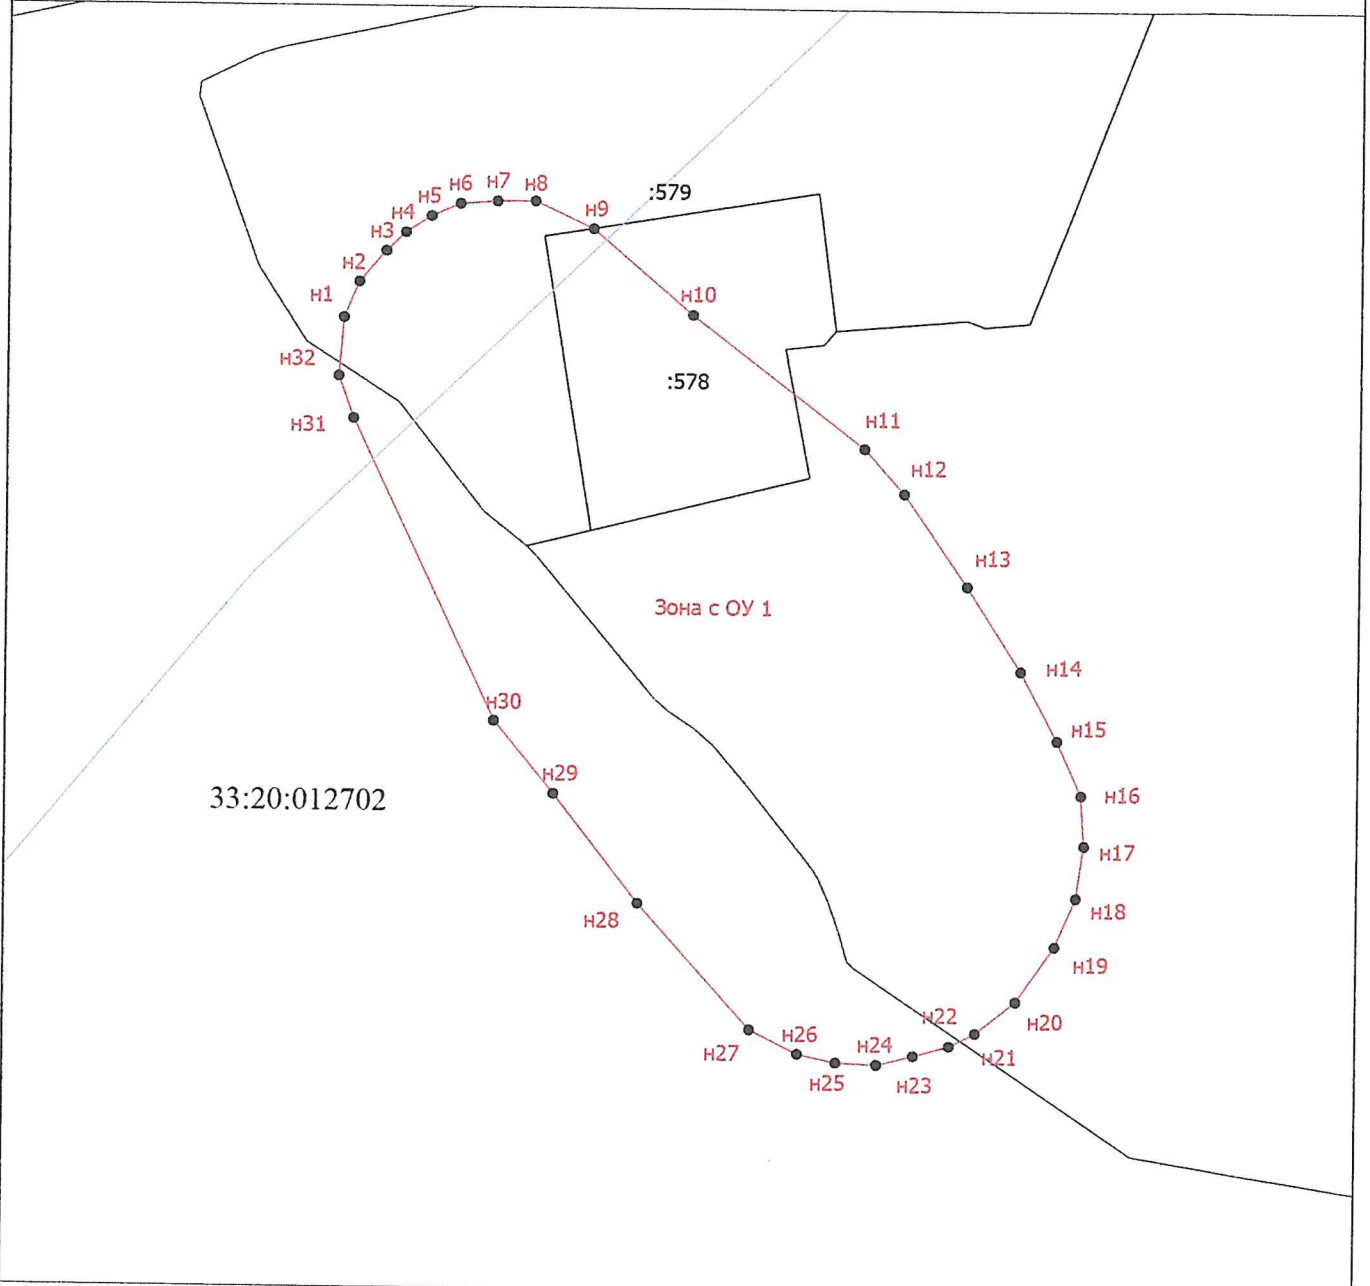 :579
н8
н7
н6
н5
н4
н9
н3
н2
н1
н10
н32
:578
н31
н11
н12
н13
Зона с ОУ 1
н14
н30
н15
н29
33:20:012702
н16
н17
н18
н28
н19
н22
н20
н26
н24
н27
н21
н25
н23